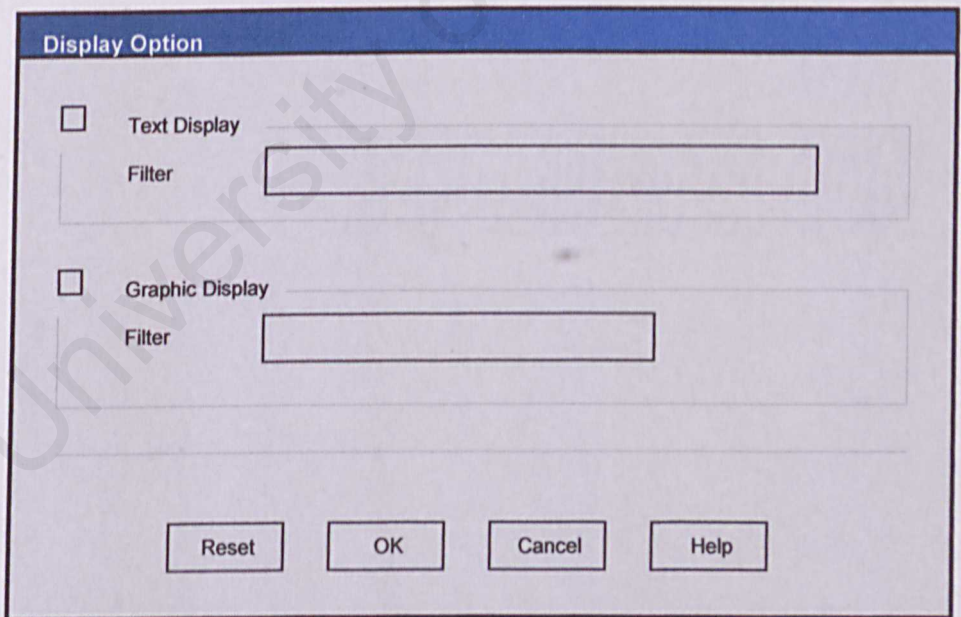 Display Option
Text Display
Filter
Graphic Display
Filter
Reset OK Cancel Help
University